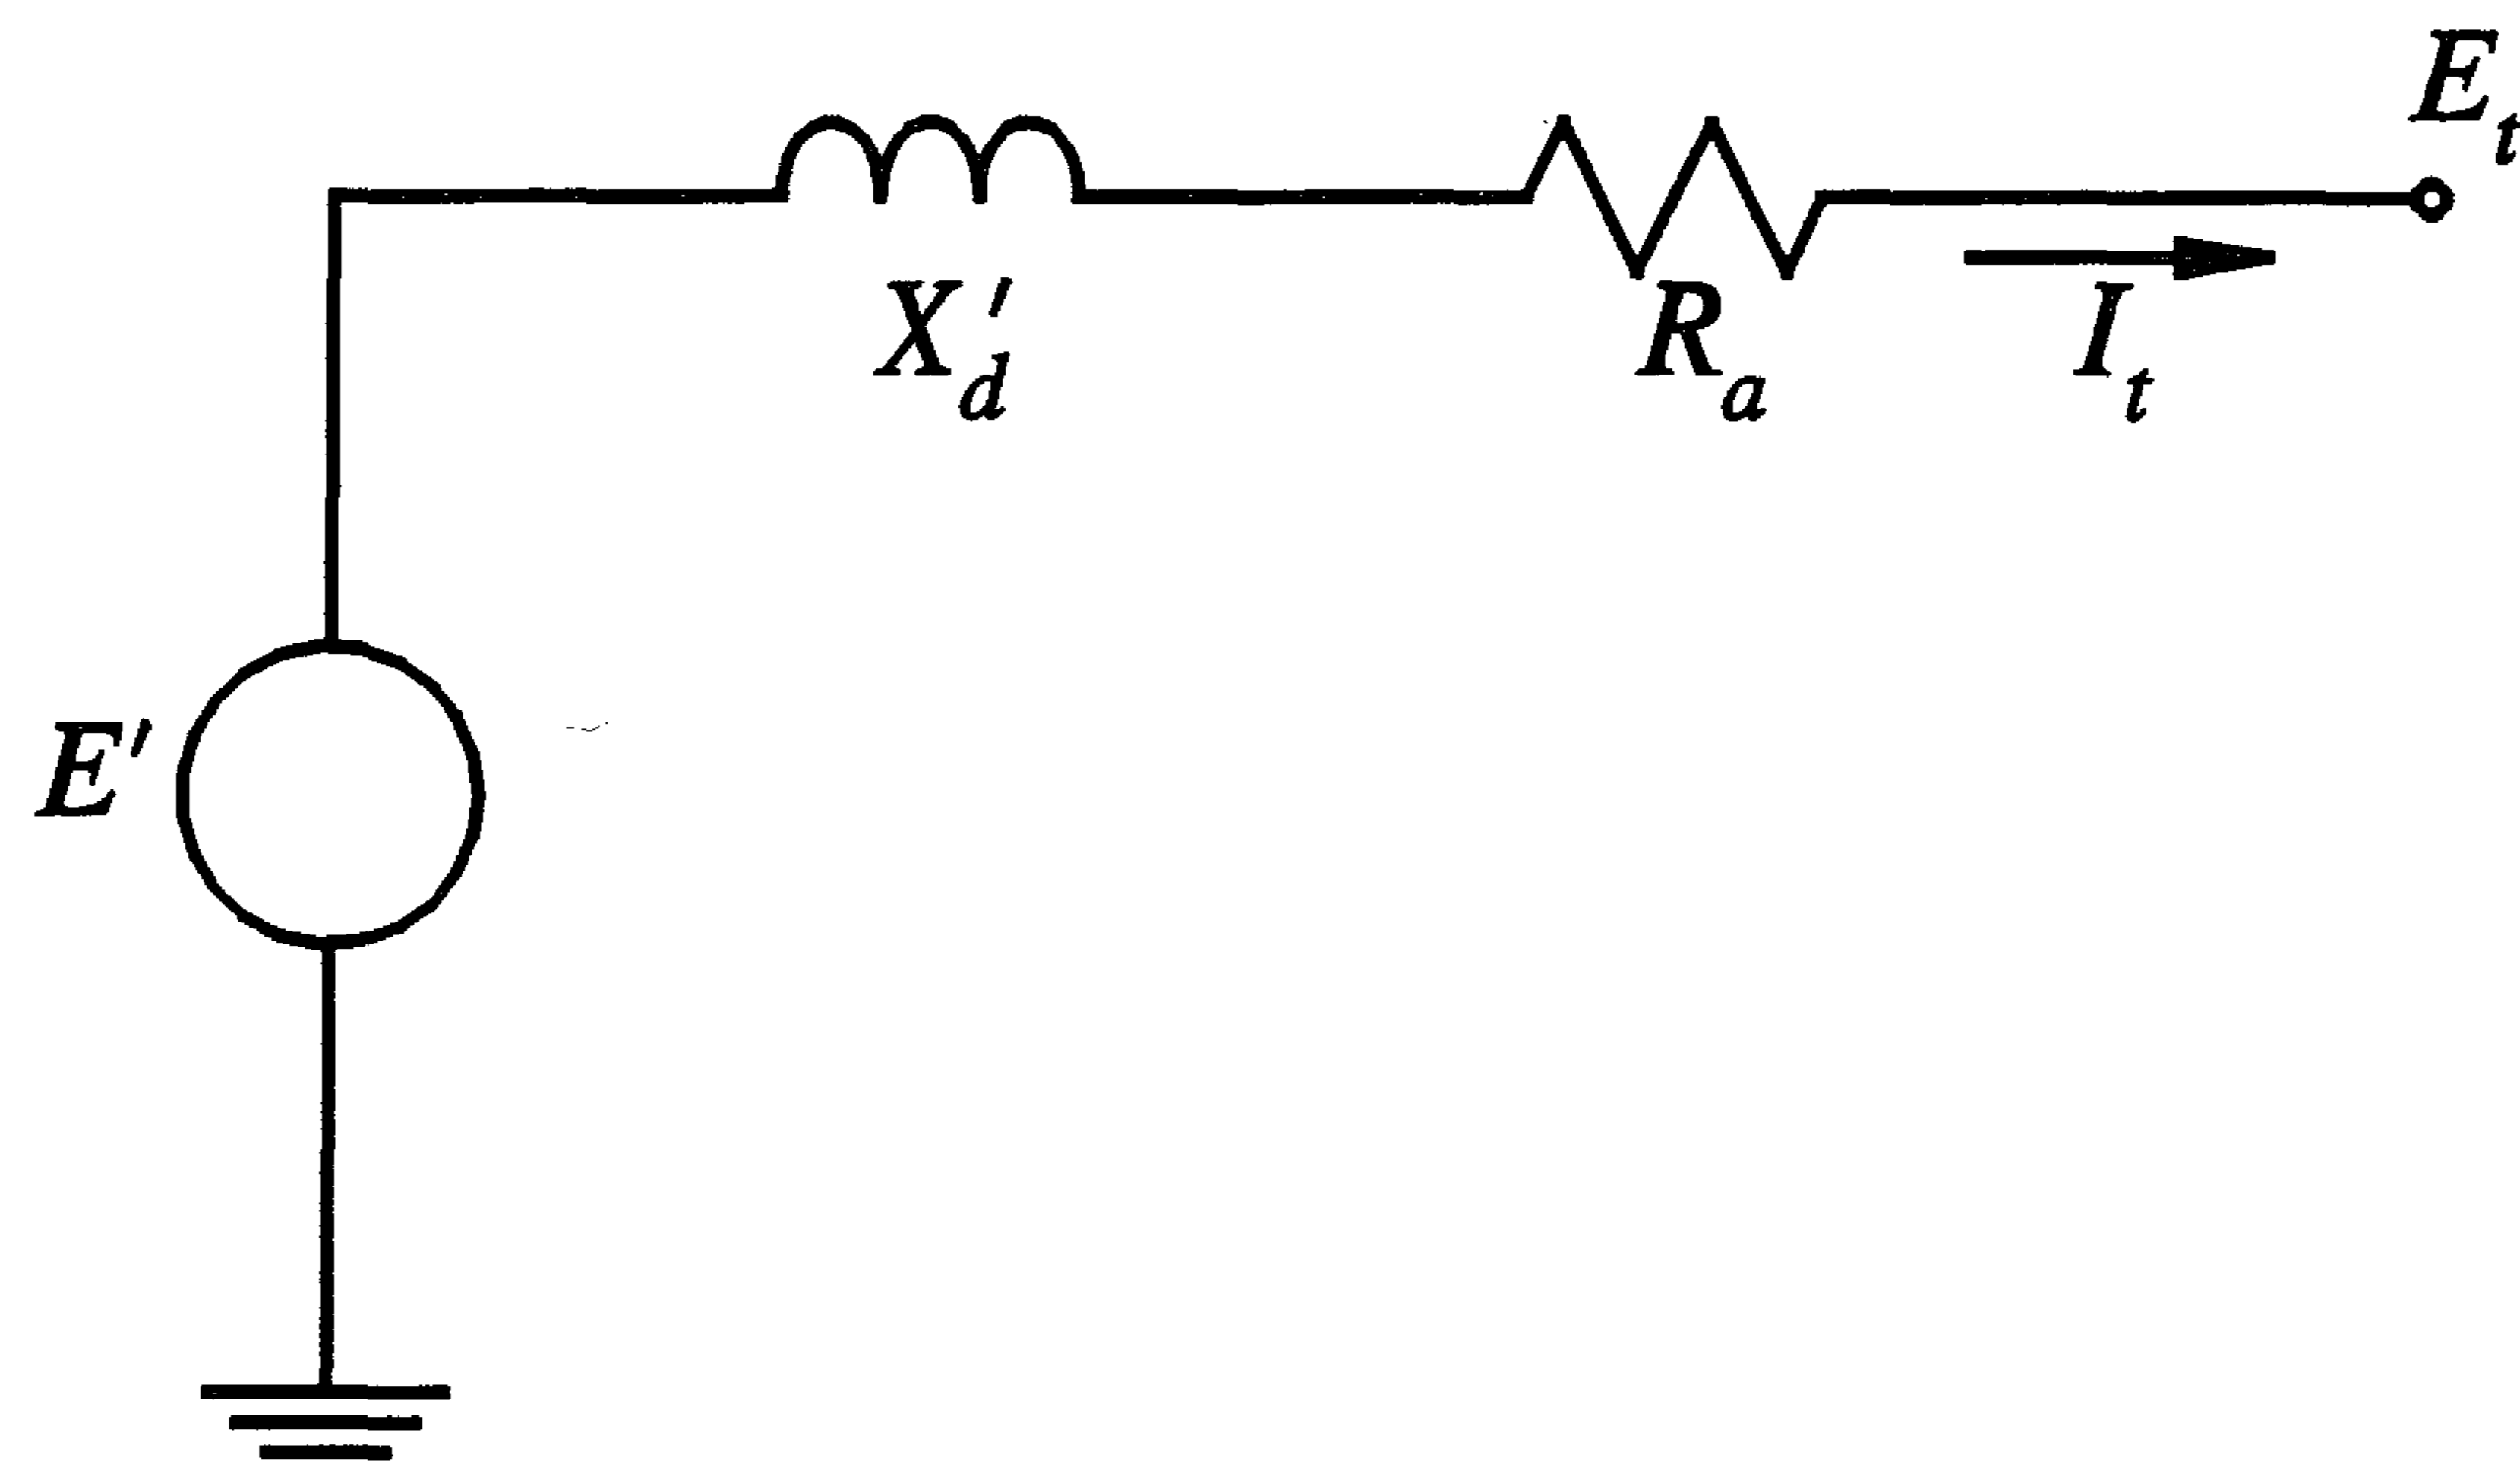 E_t
X'_d
R_a
I_t
E'